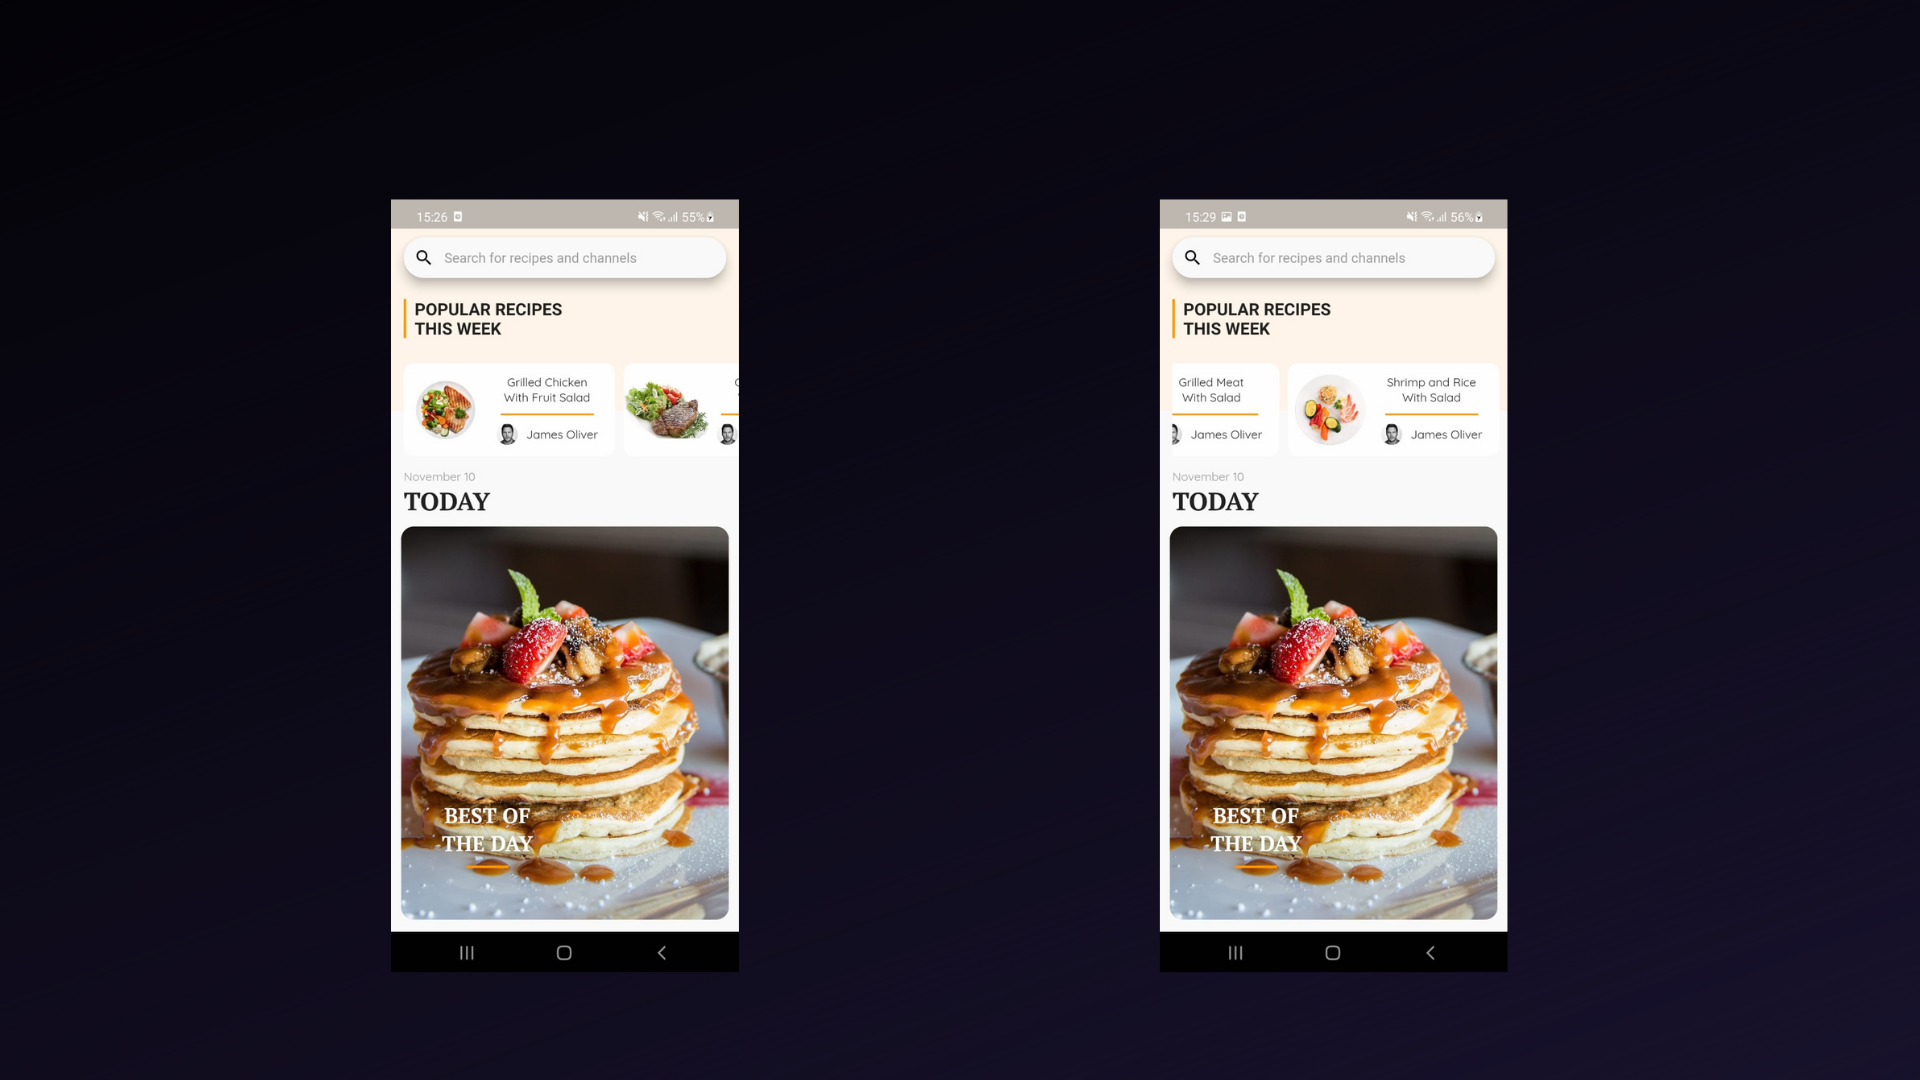 15:26
55%
Search for recipes and channels
POPULAR RECIPES
THIS WEEK
Grilled Chicken
With Fruit Salad
James Oliver
November 10
TODAY
BEST OF
THE DAY
15:29
56%
Search for recipes and channels
POPULAR RECIPES
THIS WEEK
Grilled Meat
With Salad
James Oliver
Shrimp and Rice
With Salad
James Oliver
November 10
TODAY
BEST OF
THE DAY